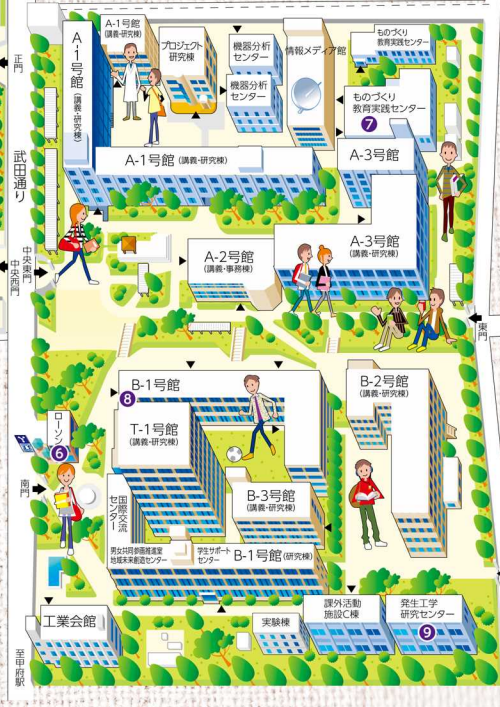 A-1号館
(講義・研究棟)
A-1号館
(講義・研究棟)
プロジェクト
研究棟
機器分析
センター
機器分析
センター
情報メディア館
ものづくり
教育実践センター
ものづくり
教育実践センター
7
正門
武田通り
A-1号館(講義・研究棟)
A-3号館
A-3号館
(講義・研究棟)
A-2号館
(講義・事務棟)
中央東門
中央西門
東門
B-1号館
8
T-1号館
(講義・研究棟)
B-2号館
(講義・研究棟)
ローソン
6
南門
国際交流
センター
B-3号館
(講義・研究棟)
男女共同参画推進室
地域未来創造センター
学生サポート
センター
B-1号館(研究棟)
工業会館
実験棟
課外活動
施設C棟
発生工学
研究センター
9
至甲府駅